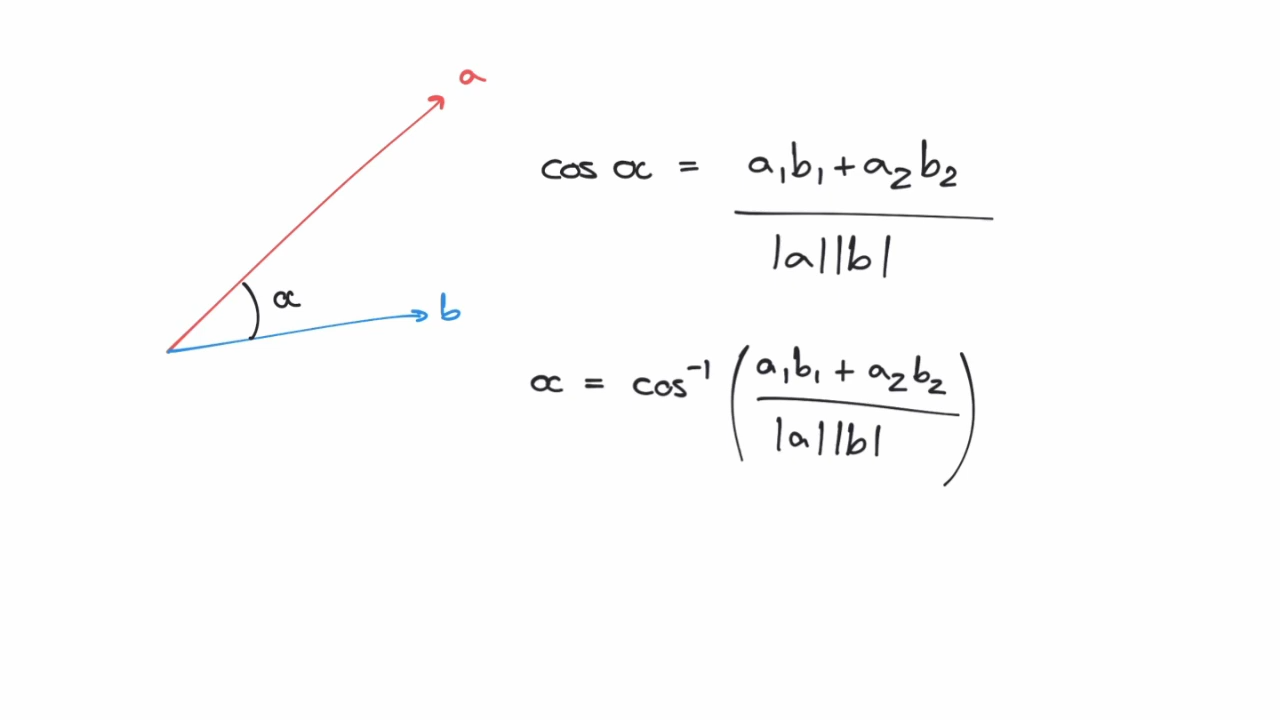 a
cos α = a₁b₁ + a₂b₂
|a||b|
α
b
α = cos⁻¹ (a₁b₁ + a₂b₂
|a||b|)